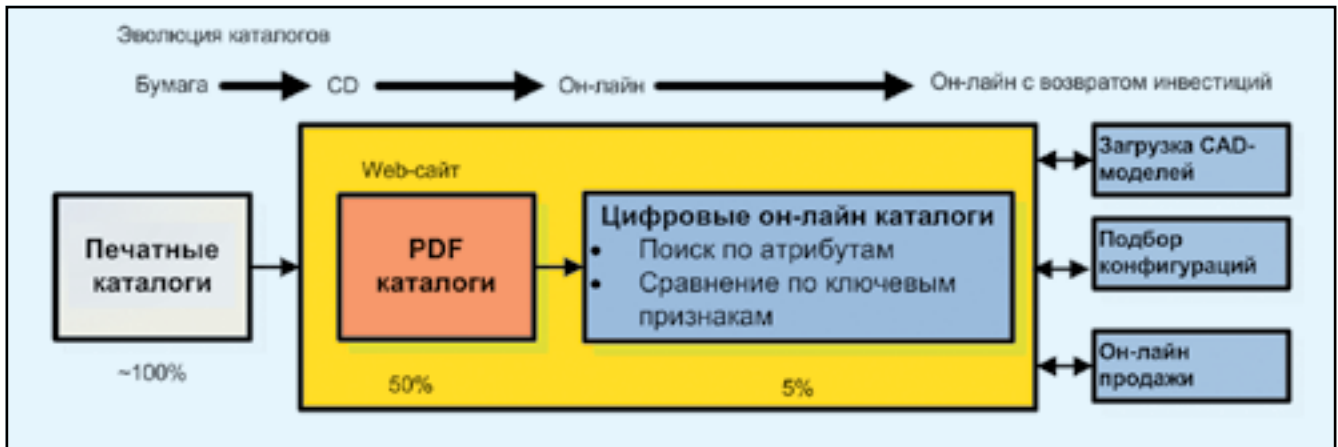 Эволюция каталогов
Бумага CD Он-лайн Он-лайн с возвратом инвестиций
Web-сайт
Печатные
каталоги
~100%
PDF
каталоги
50%
Цифровые он-лайн каталоги
• Поиск по атрибутам
• Сравнение по ключевым
признакам
5%
Загрузка CAD-
моделей
Подбор
конфигураций
Он-лайн
продажи